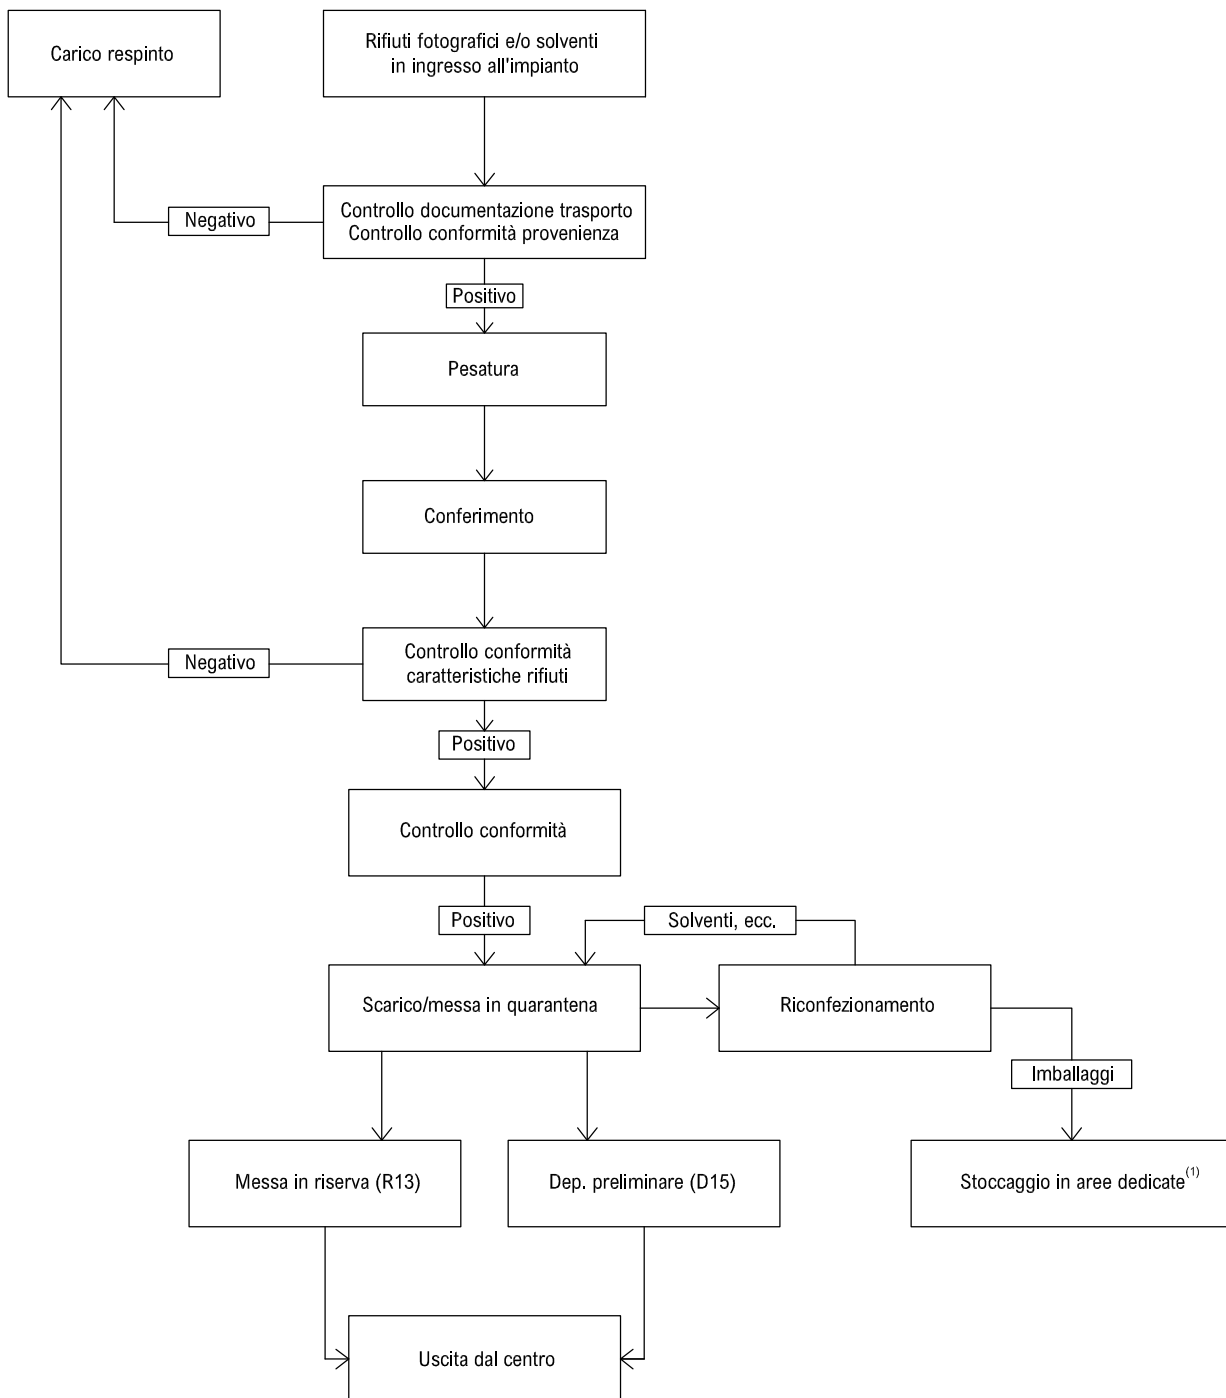 Carico respinto
Rifiuti fotografici e/o solventi
in ingresso all'impianto
Negativo
Controllo documentazione trasporto
Controllo conformità provenienza
Positivo
Pesatura
Conferimento
Negativo
Controllo conformità
caratteristiche rifiuti
Positivo
Controllo conformità
Positivo
Solventi, ecc.
Scarico/messa in quarantena
Riconfezionamento
Imballaggi
Messa in riserva (R13)
Dep. preliminare (D15)
Stoccaggio in aree dedicate(1)
Uscita dal centro